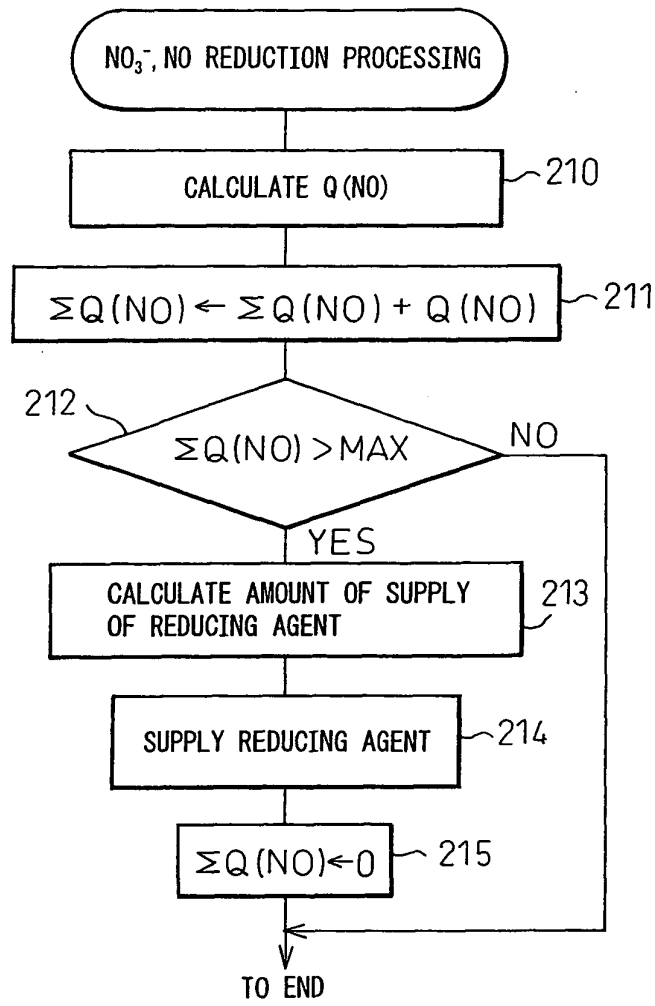 NO₃⁻, NO REDUCTION PROCESSING
CALCULATE Q(NO)
210
ΣQ(NO)←ΣQ(NO)+Q(NO)
211
212
ΣQ(NO)>MAX
NO
YES
CALCULATE AMOUNT OF SUPPLY
OF REDUCING AGENT
213
SUPPLY REDUCING AGENT
214
ΣQ(NO)←0
215
TO END